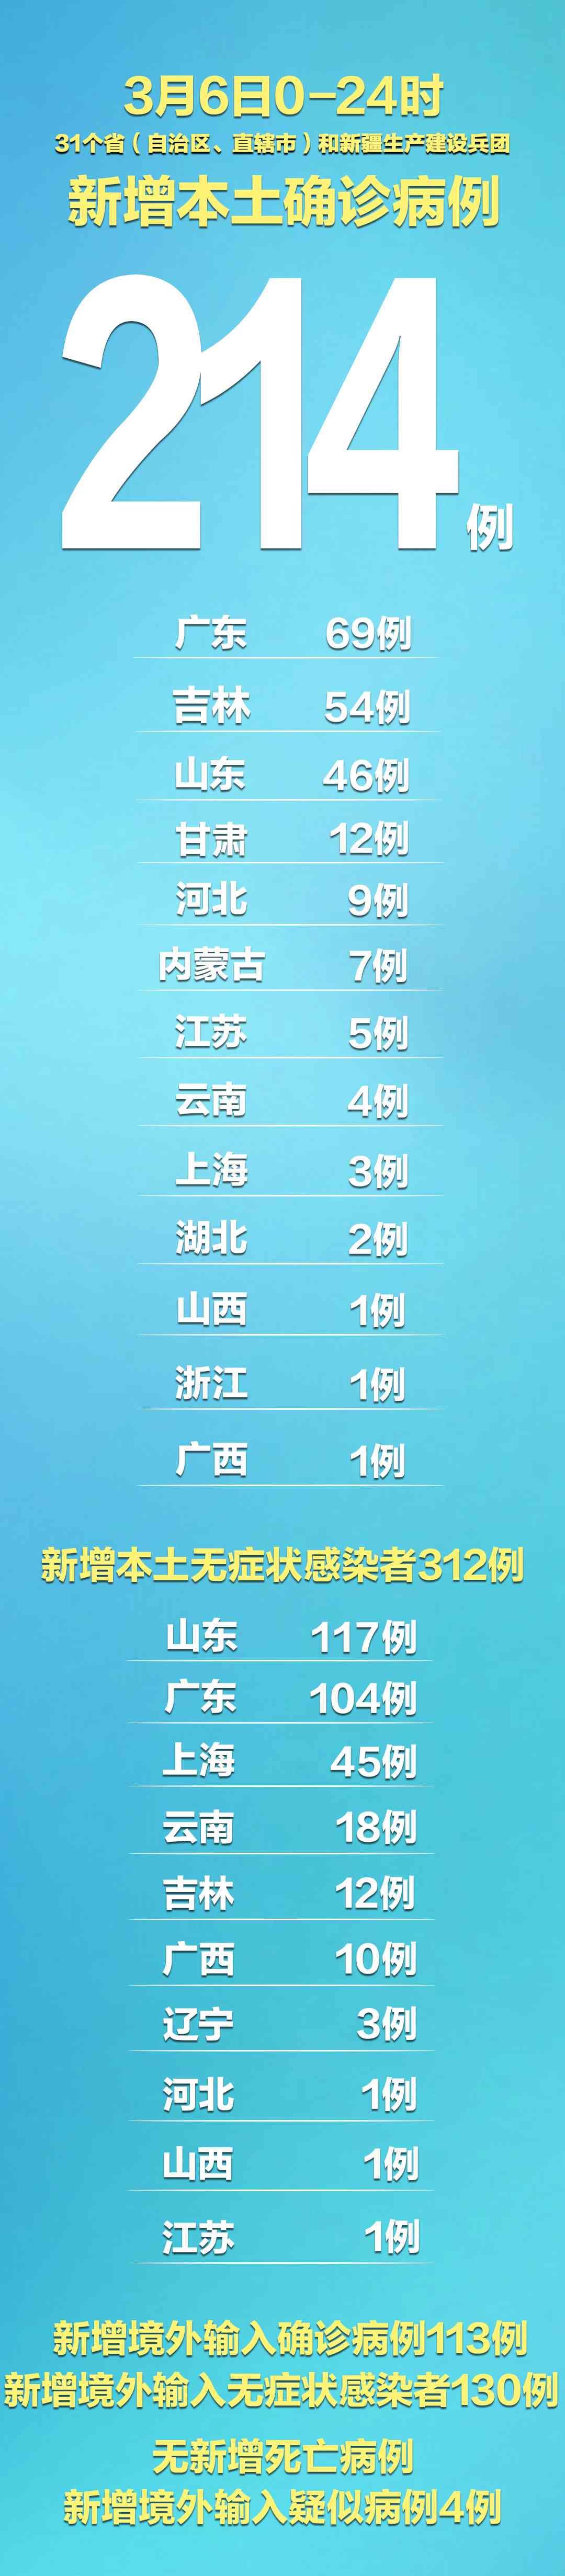 3月6日0-24时
31个省（自治区、直辖市）和新疆生产建设兵团
新增本土确诊病例
214例
广东 69例
吉林 54例
山东 46例
甘肃 12例
河北 9例
内蒙古 7例
江苏 5例
云南 4例
上海 3例
湖北 2例
山西 1例
浙江 1例
广西 1例
新增本土无症状感染者312例
山东 117例
广东 104例
上海 45例
云南 18例
吉林 12例
广西 10例
辽宁 3例
河北 1例
山西 1例
江苏 1例
新增境外输入确诊病例113例
新增境外输入无症状感染者130例
无新增死亡病例
新增境外输入疑似病例4例